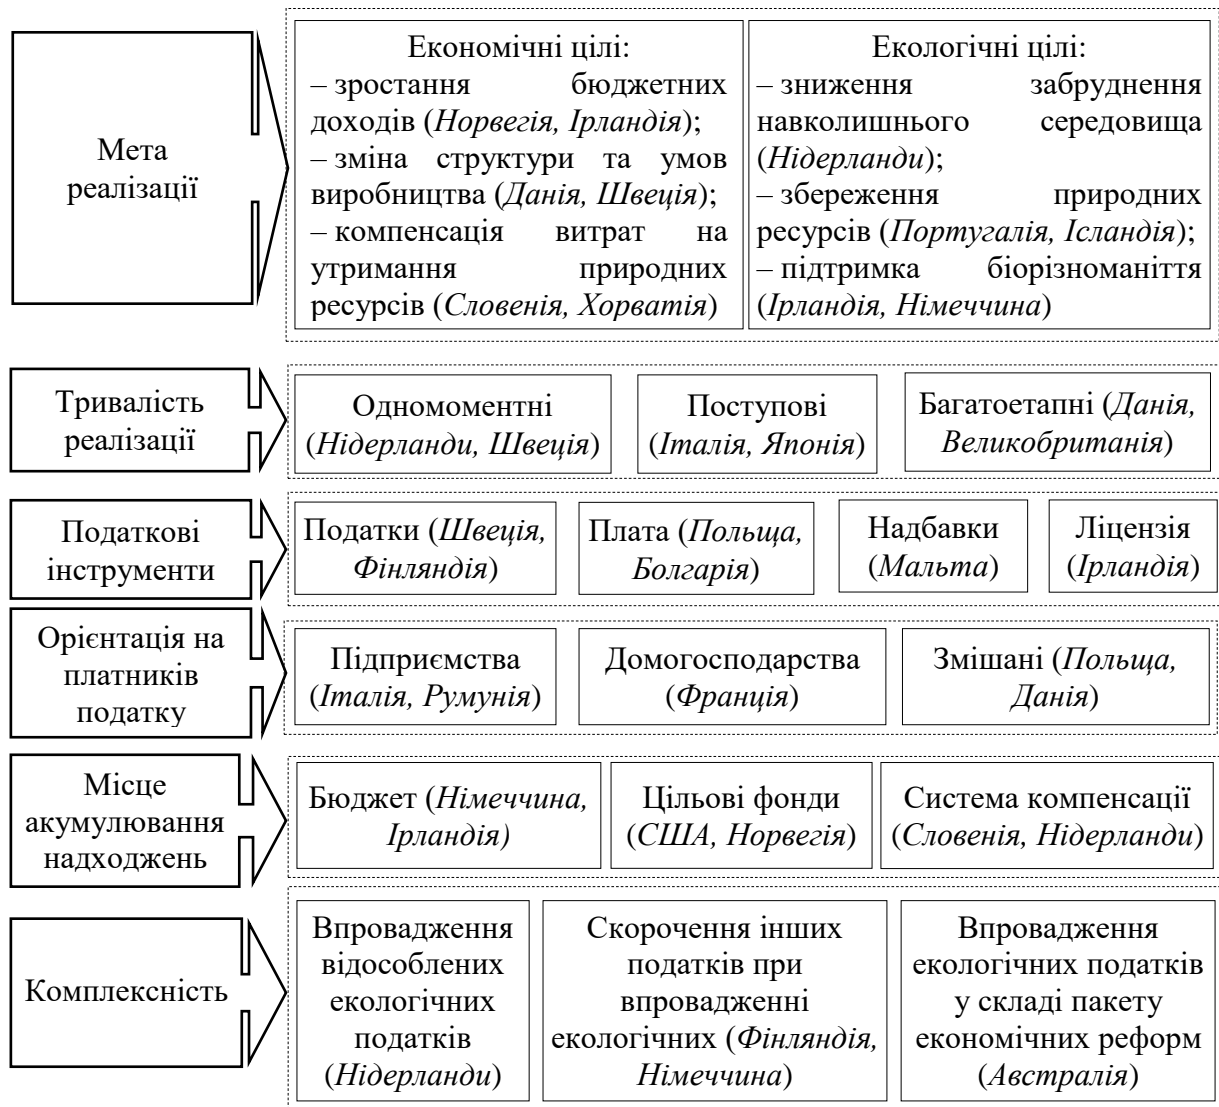 Мета
реалізації
Економічні цілі:
– зростання бюджетних
доходів (Норвегія, Ірландія);
– зміна структури та умов
виробництва (Данія, Швеція);
– компенсація витрат на
утримання природних
ресурсів (Словенія, Хорватія)
Екологічні цілі:
– зниження забруднення
навколишнього середовища
(Нідерланди);
– збереження природних
ресурсів (Португалія, Ісландія);
– підтримка біорізноманіття
(Ірландія, Німеччина)
Тривалість
реалізації
Одномоментні
(Нідерланди, Швеція)
Поступові
(Італія, Японія)
Багатоетапні (Данія,
Великобританія)
Податкові
інструменти
Податки (Швеція,
Фінляндія)
Плата (Польща,
Болгарія)
Надбавки
(Мальта)
Ліцензія
(Ірландія)
Орієнтація на
платників
податку
Підприємства
(Італія, Румунія)
Домогосподарства
(Франція)
Змішані (Польща,
Данія)
Місце
акумулювання
надходжень
Бюджет (Німеччина,
Ірландія)
Цільові фонди
(США, Норвегія)
Система компенсації
(Словенія, Нідерланди)
Комплексність
Впровадження
відособлених
екологічних
податків
(Нідерланди)
Скорочення інших
податків при
впровадженні
екологічних (Фінляндія,
Німеччина)
Впровадження
екологічних податків
у складі пакету
економічних реформ
(Австралія)